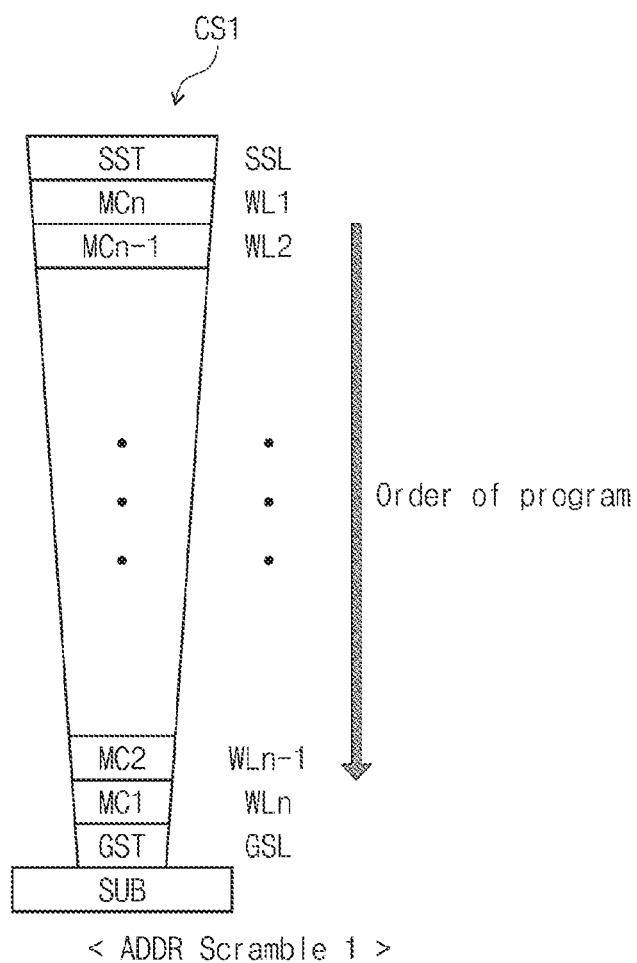 CS1
SST SSL
MCn WL1
MCn-1 WL2
Order of program
MC2 WLn-1
MC1 WLn
GST GSL
SUB
< ADDR Scramble 1 >